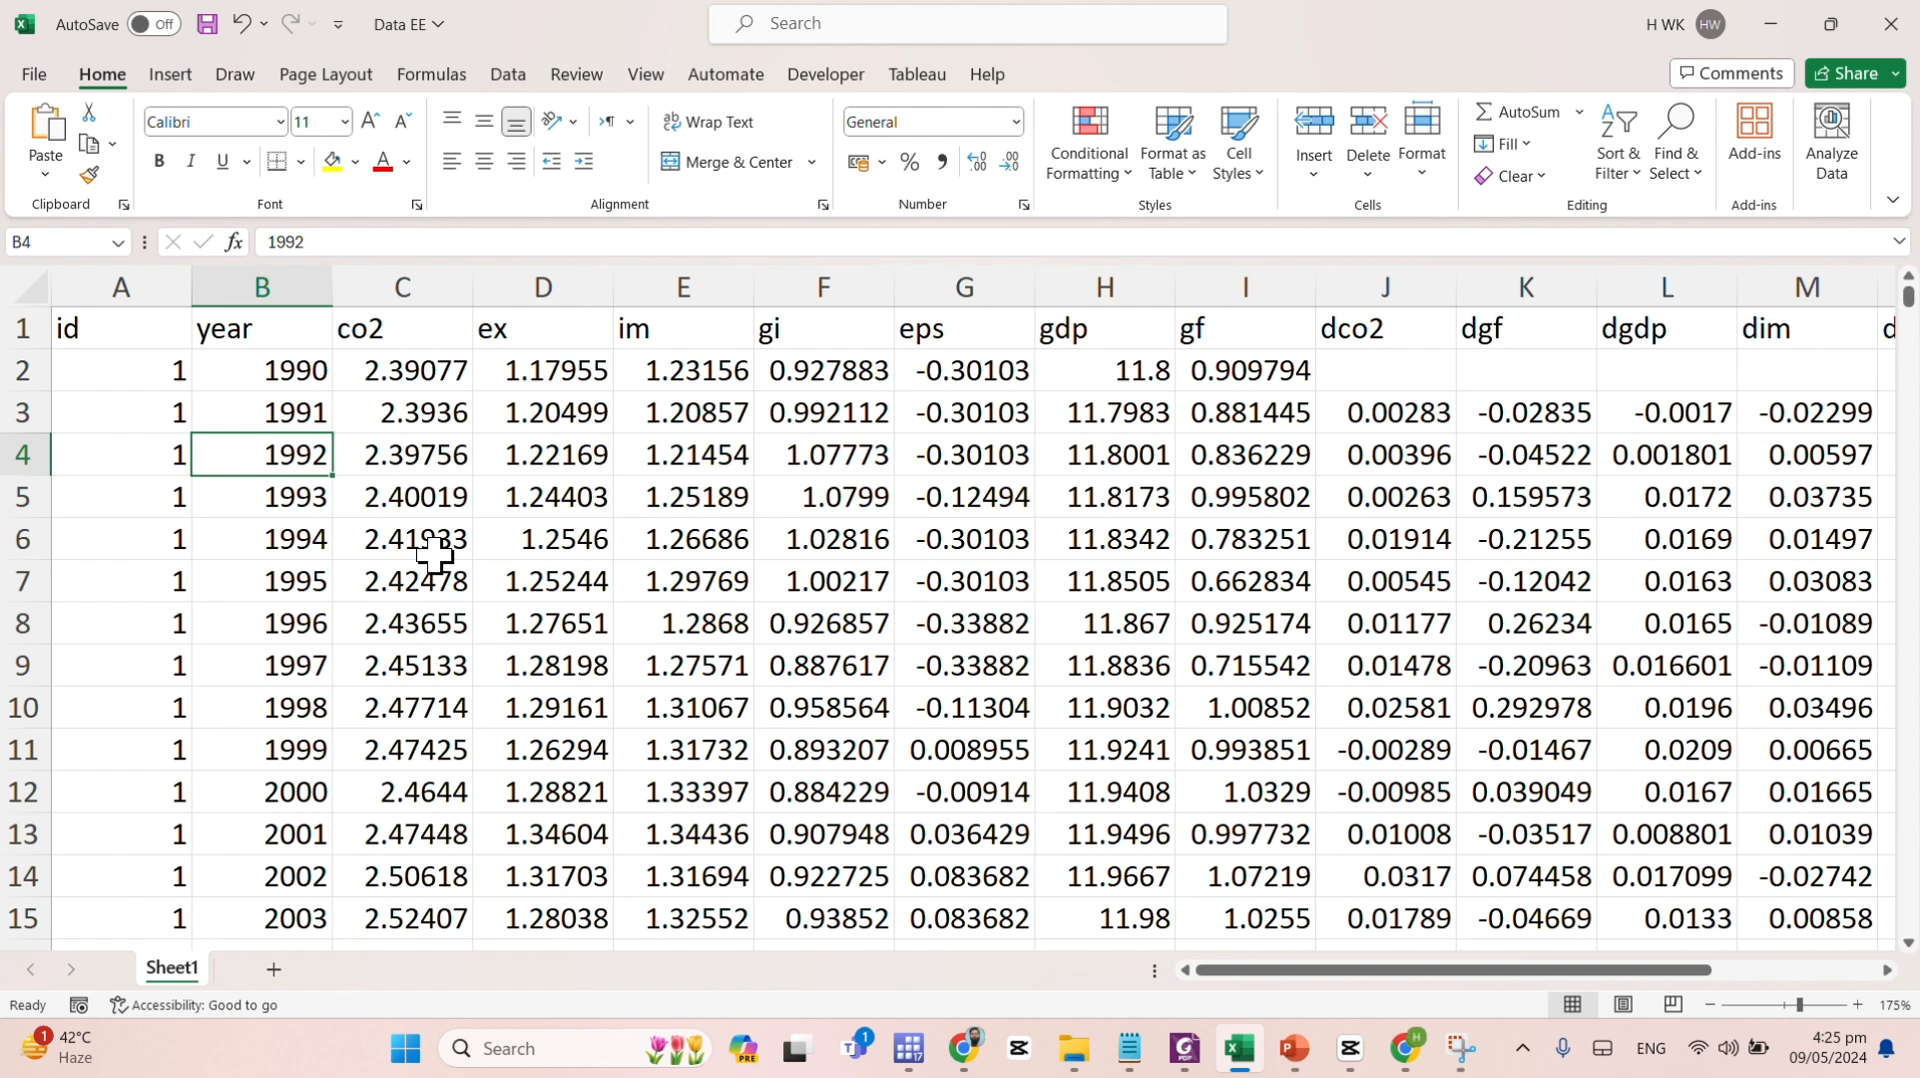 AutoSave Off Data EE Search H WK HW
File Home Insert Draw Page Layout Formulas Data Review View Automate Developer Tableau Help Comments Share
Paste Calibri 11 B I U Wrap Text Merge & Center General % , Conditional Formatting Format as Table Cell Styles Insert Delete Format AutoSum Fill Clear Sort & Filter Find & Select Add-ins Analyze Data
Clipboard Font Alignment Number Styles Cells Editing Add-ins
B4 fx 1992
A B C D E F G H I J K L M
1 id year co2 ex im gi eps gdp gf dco2 dgf dgdp dim d
2 1 1990 2.39077 1.17955 1.23156 0.927883 -0.30103 11.8 0.909794
3 1 1991 2.3936 1.20499 1.20857 0.992112 -0.30103 11.7983 0.881445 0.00283 -0.02835 -0.0017 -0.02299
4 1 1992 2.39756 1.22169 1.21454 1.07773 -0.30103 11.8001 0.836229 0.00396 -0.04522 0.001801 0.00597
5 1 1993 2.40019 1.24403 1.25189 1.0799 -0.12494 11.8173 0.995802 0.00263 0.159573 0.0172 0.03735
6 1 1994 2.41933 1.2546 1.26686 1.02816 -0.30103 11.8342 0.783251 0.01914 -0.21255 0.0169 0.01497
7 1 1995 2.42478 1.25244 1.29769 1.00217 -0.30103 11.8505 0.662834 0.00545 -0.12042 0.0163 0.03083
8 1 1996 2.43655 1.27651 1.2868 0.926857 -0.33882 11.867 0.925174 0.01177 0.26234 0.0165 -0.01089
9 1 1997 2.45133 1.28198 1.27571 0.887617 -0.33882 11.8836 0.715542 0.01478 -0.20963 0.016601 -0.01109
10 1 1998 2.47714 1.29161 1.31067 0.958564 -0.11304 11.9032 1.00852 0.02581 0.292978 0.0196 0.03496
11 1 1999 2.47425 1.26294 1.31732 0.893207 0.008955 11.9241 0.993851 -0.00289 -0.01467 0.0209 0.00665
12 1 2000 2.4644 1.28821 1.33397 0.884229 -0.00914 11.9408 1.0329 -0.00985 0.039049 0.0167 0.01665
13 1 2001 2.47448 1.34604 1.34436 0.907948 0.036429 11.9496 0.997732 0.01008 -0.03517 0.008801 0.01039
14 1 2002 2.50618 1.31703 1.31694 0.922725 0.083682 11.9667 1.07219 0.0317 0.074458 0.017099 -0.02742
15 1 2003 2.52407 1.28038 1.32552 0.93852 0.083682 11.98 1.0255 0.01789 -0.04669 0.0133 0.00858
Sheet1
Ready Accessibility: Good to go 175%
1 42°C Search PRE 1 17 ENG 4:25 pm
Haze 09/05/2024